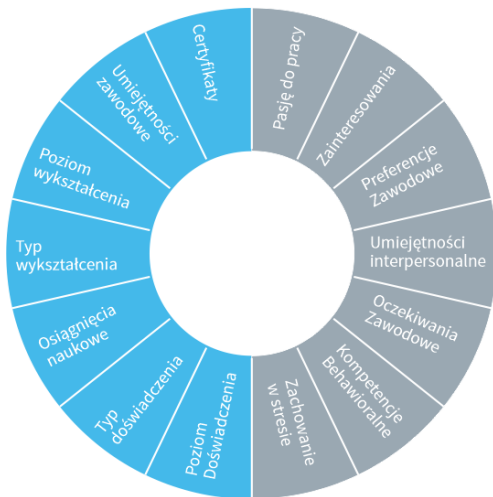 Certyfikaty
Pasję do pracy
Zainteresowania
Preferencje
Zawodowe
Umiejętności
interpersonalne
Oczekiwania
Zawodowe
Kompetencje
Behawioralne
Zachowanie
w stresie
Poziom
Doświadczenia
Typ
doświadczenia
Osiągnięcia
naukowe
Typ
wykształcenia
Poziom
wykształcenia
Umiejętności
zawodowe